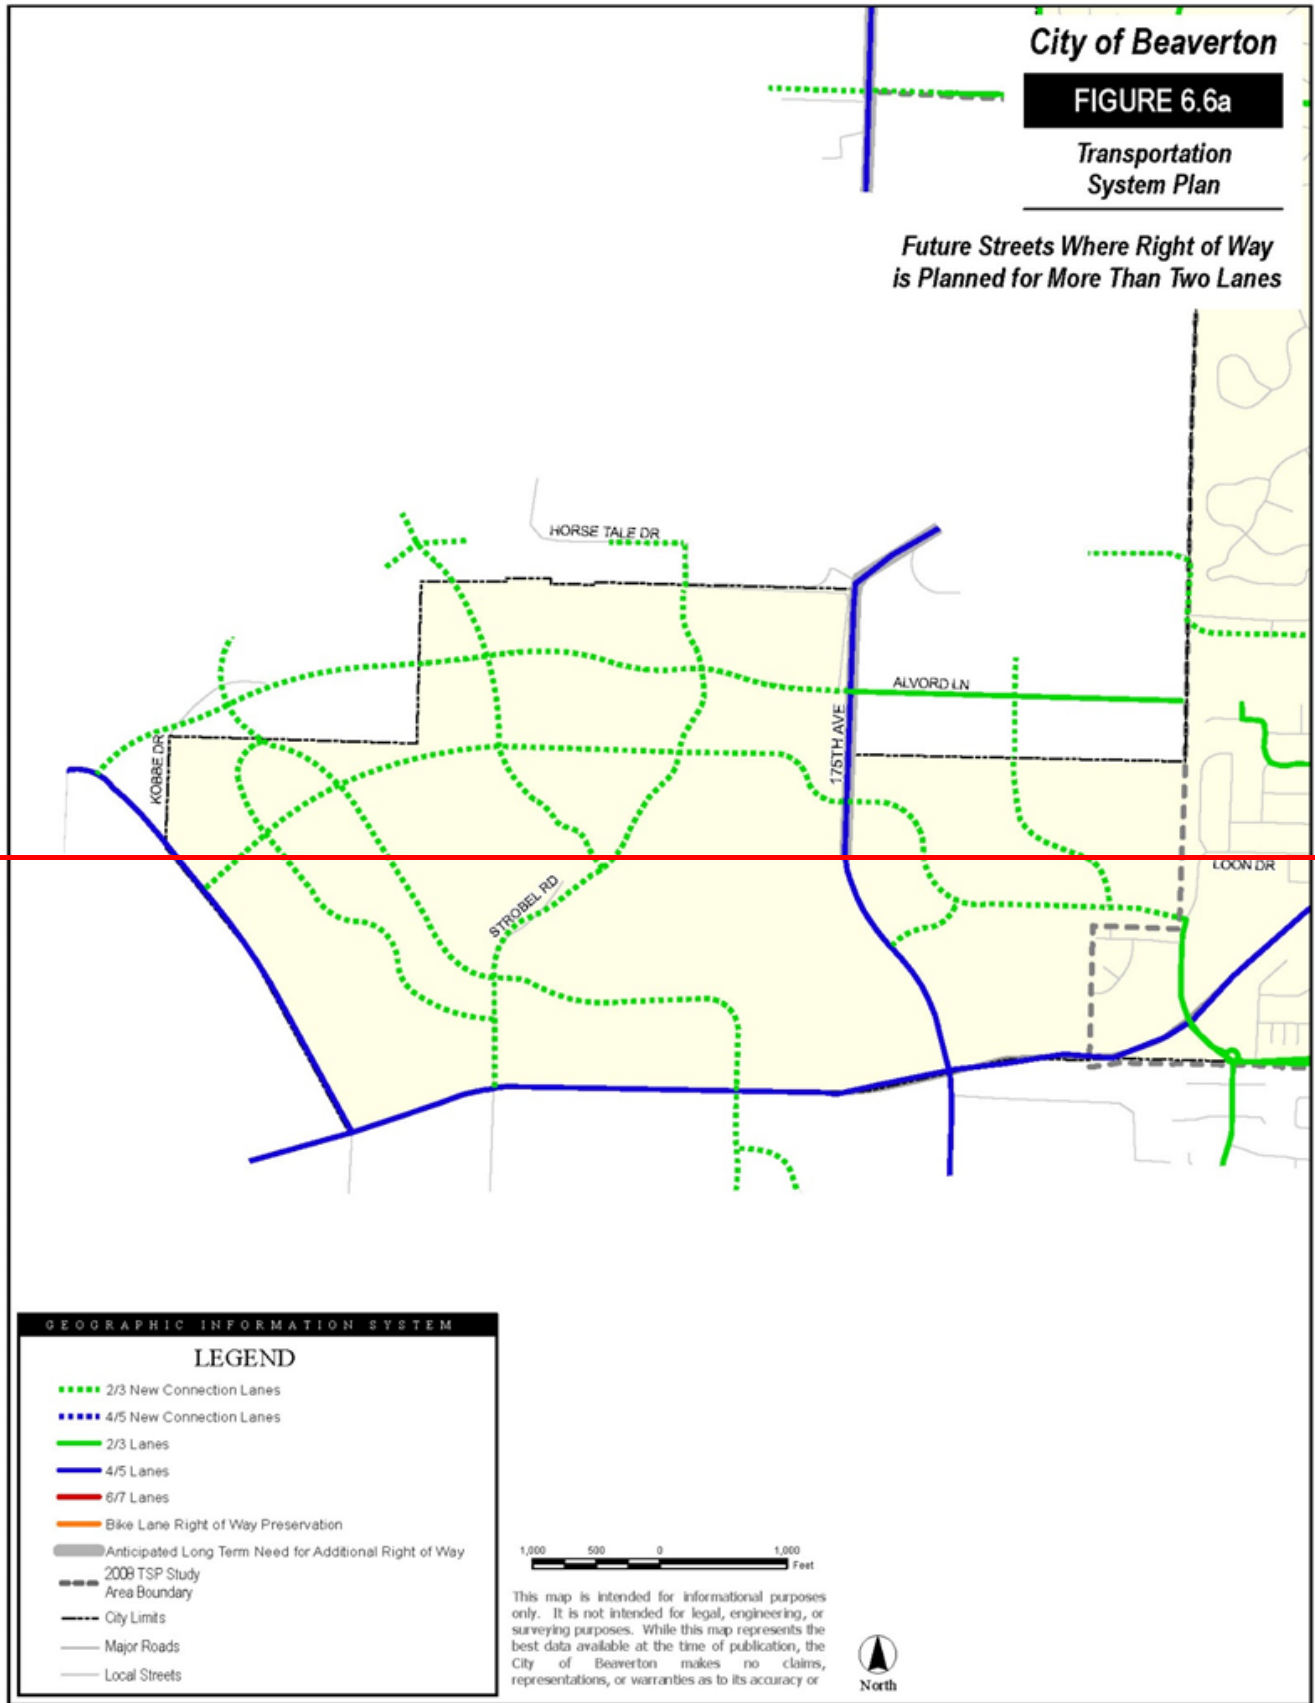 City of Beaverton
FIGURE 6.6a
Transportation
System Plan
Future Streets Where Right of Way
is Planned for More Than Two Lanes
HORSE TALE DR
ALVORD LN
175TH AVE
KOBBE DR
LOON DR
STROBEL RD
GEOGRAPHIC INFORMATION SYSTEM
LEGEND
2/3 New Connection Lanes
4/5 New Connection Lanes
2/3 Lanes
4/5 Lanes
6/7 Lanes
Bike Lane Right of Way Preservation
Anticipated Long Term Need for Additional Right of Way
2008 TSP Study
Area Boundary
City Limits
Major Roads
Local Streets
1,000 500 0 1,000
Feet
This map is intended for informational purposes
only. It is not intended for legal, engineering, or
surveying purposes. While this map represents the
best data available at the time of publication, the
City of Beaverton makes no claims,
representations, or warranties as to its accuracy or
North